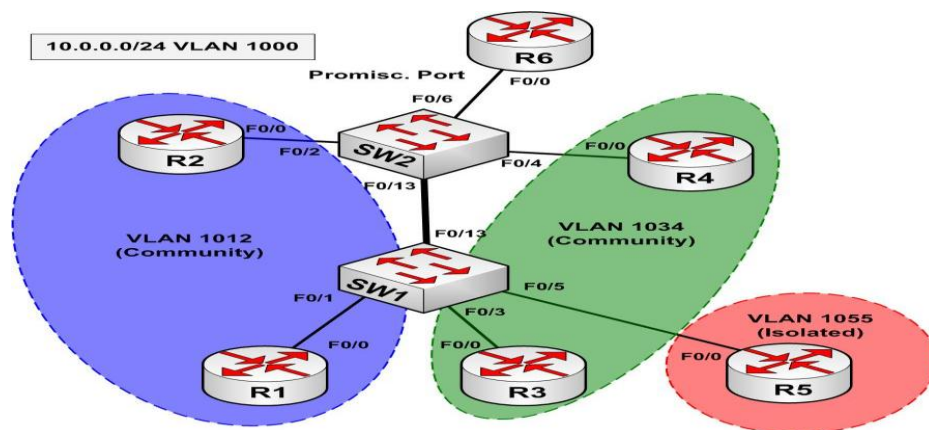 10.0.0.0/24 VLAN 1000
R6
Promisc. Port
F0/0
F0/6
R2
F0/0
F0/2
SW2
F0/4
F0/0
R4
F0/13
VLAN 1012
(Community)
VLAN 1034
(Community)
F0/13
SW1
F0/1
F0/5
F0/3
VLAN 1055
(Isolated)
F0/0
R1
F0/0
R3
F0/0
R5